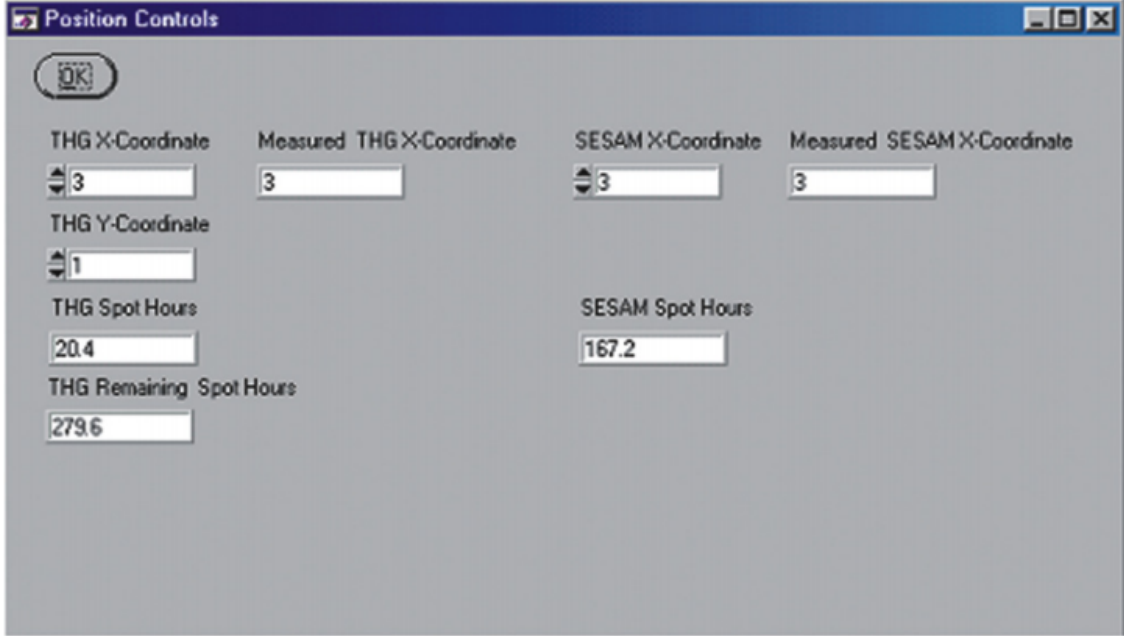 Position Controls
OK
THG X-Coordinate Measured THG X-Coordinate SESAM X-Coordinate Measured SESAM X-Coordinate
3 3 3 3
THG Y-Coordinate
1
THG Spot Hours SESAM Spot Hours
20.4 167.2
THG Remaining Spot Hours
279.6